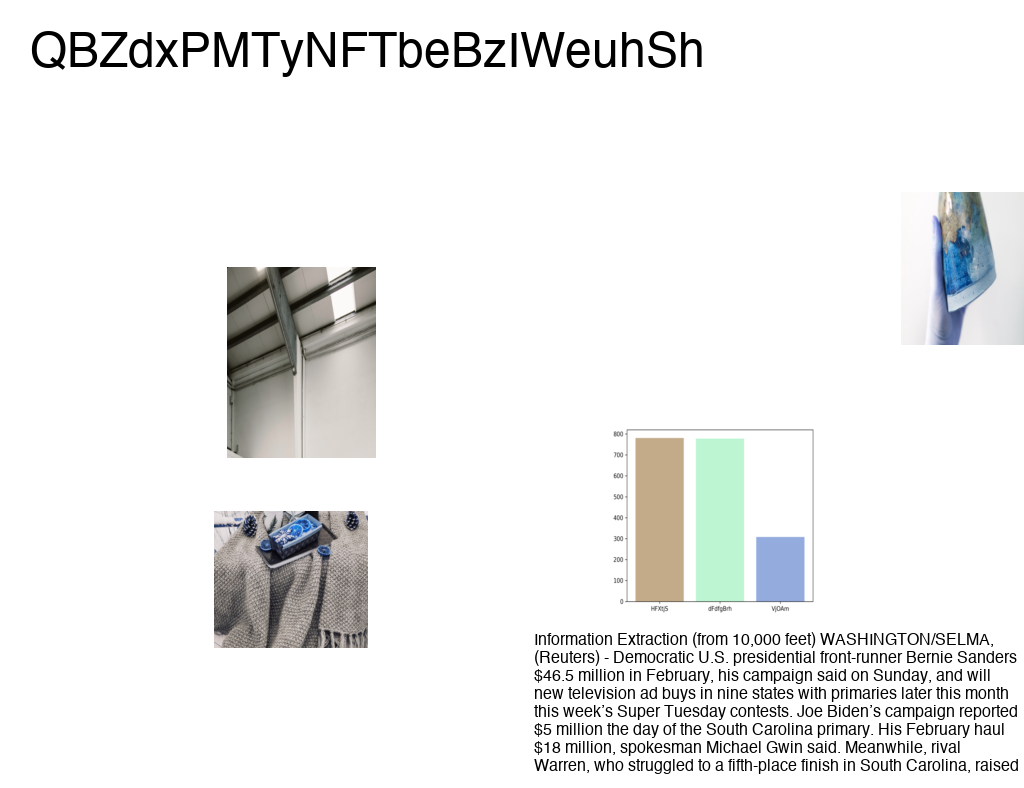 QBZdxPMTyNFTbeBzIWeuhSh
800
700
600
500
400
300
200
100
0
HFXtJS
dFdfgBrh
VjOAm
Information Extraction (from 10,000 feet) WASHINGTON/SELMA,
(Reuters) - Democratic U.S. presidential front-runner Bernie Sanders
$46.5 million in February, his campaign said on Sunday, and will
new television ad buys in nine states with primaries later this month
this week’s Super Tuesday contests. Joe Biden’s campaign reported
$5 million the day of the South Carolina primary. His February haul
$18 million, spokesman Michael Gwin said. Meanwhile, rival
Warren, who struggled to a fifth-place finish in South Carolina, raised